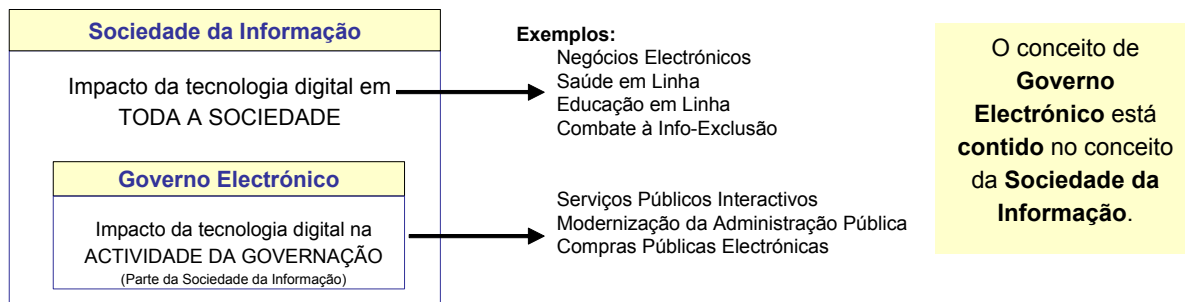 Sociedade da Informação
Impacto da tecnologia digital em
TODA A SOCIEDADE
Governo Electrónico
Impacto da tecnologia digital na
ACTIVIDADE DA GOVERNAÇÃO
(Parte da Sociedade da Informação)
Exemplos:
Negócios Electrónicos
Saúde em Linha
Educação em Linha
Combate à Info-Exclusão
Serviços Públicos Interactivos
Modernização da Administração Pública
Compras Públicas Electrónicas
O conceito de
Governo
Electrónico está
contido no conceito
da Sociedade da
Informação.